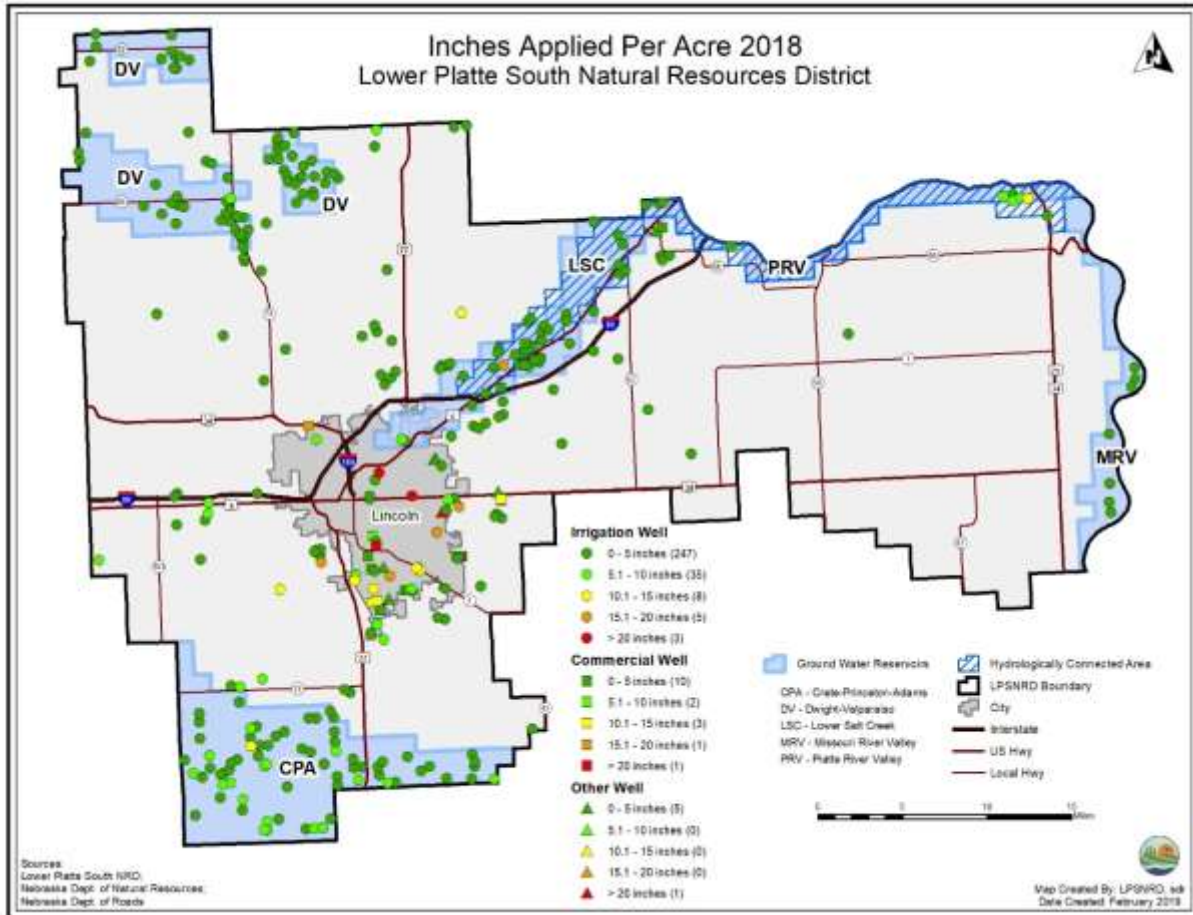 Inches Applied Per Acre 2018
Lower Platte South Natural Resources District
N
DV
DV
DV
LSC
PRV
MRV
Lincoln
CPA
Irrigation Well
0 - 5 inches (247)
5.1 - 10 inches (35)
10.1 - 15 inches (8)
15.1 - 20 inches (5)
> 20 inches (3)
Commercial Well
0 - 5 inches (10)
5.1 - 10 inches (2)
10.1 - 15 inches (3)
15.1 - 20 inches (1)
> 20 inches (1)
Other Well
0 - 5 inches (5)
5.1 - 10 inches (0)
10.1 - 15 inches (0)
15.1 - 20 inches (0)
> 20 inches (1)
Ground Water Reservoirs
CPA - Crete-Princeton-Adams
DV - Dwight-Valparaiso
LSC - Lower Salt Creek
MRV - Missouri River Valley
PRV - Platte River Valley
Hydrologically Connected Area
LPSNRD Boundary
City
Interstate
US Hwy
Local Hwy
0 5 10 15
Miles
Sources:
Lower Platte South NRD;
Nebraska Dept. of Natural Resources;
Nebraska Dept. of Roads
Map Created By: LPSNRD, sdr
Date Created: February 2019